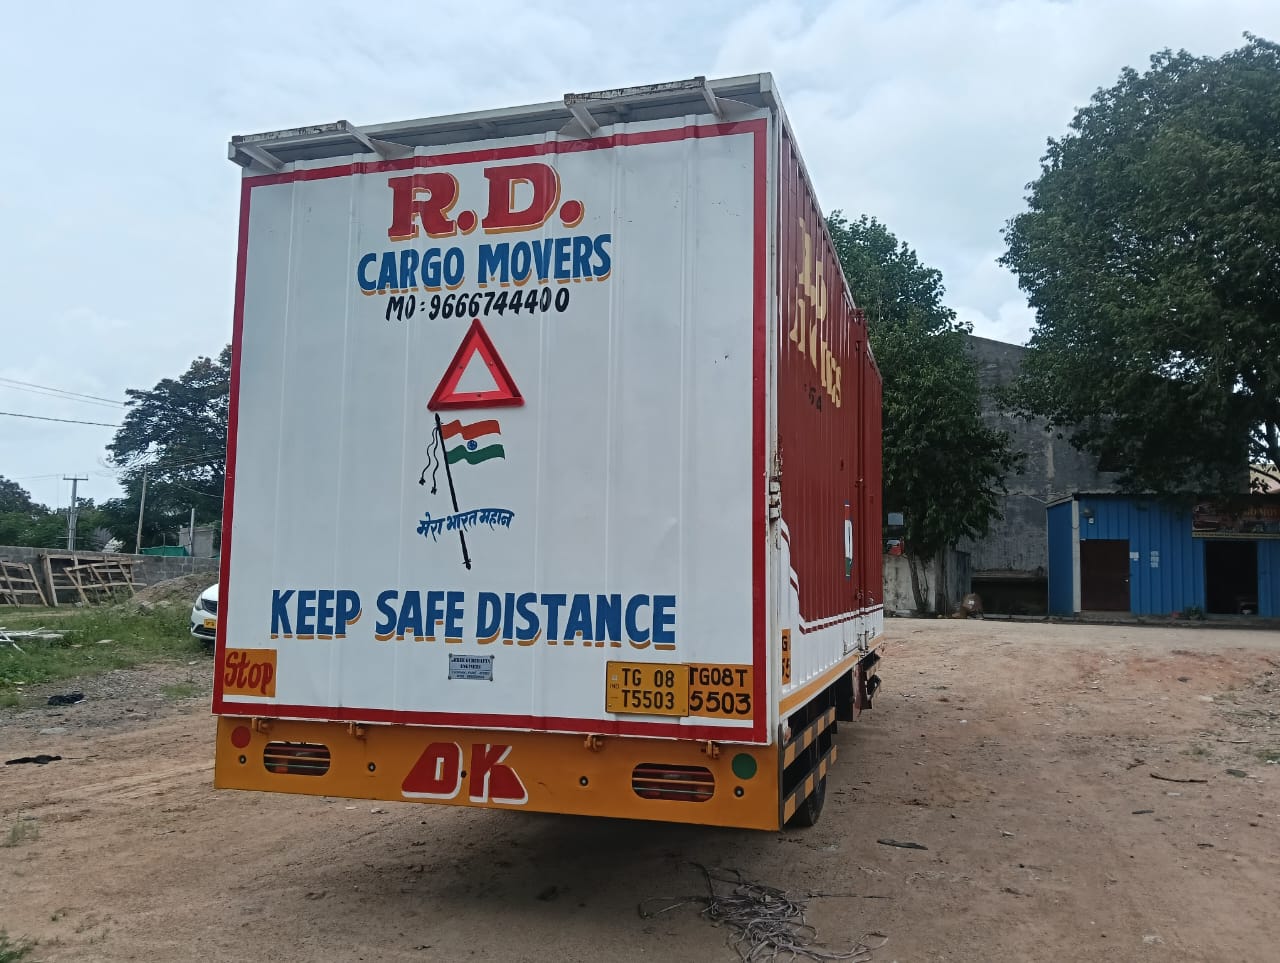 R.D.
CARGO MOVERS
MO:9666744400
मेरा भारत महान
KEEP SAFE DISTANCE
Stop
TG 08
T5503
TG08T
5503
OK